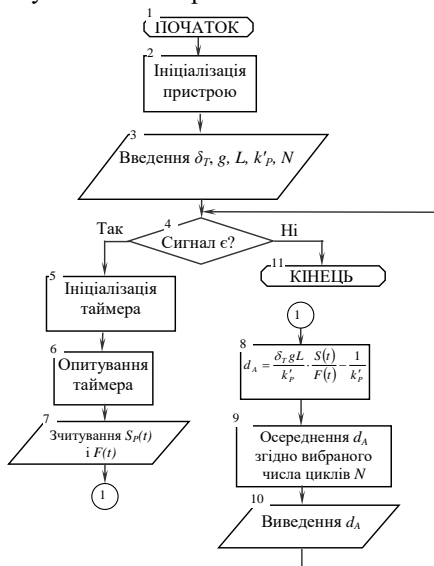 1
ПОЧАТОК
2
Ініціалізація
пристрою
3
Введення δ_T, g, L, k′_P, N
4
Так
Сигнал є?
Ні
5
Ініціалізація
таймера
11
КІНЕЦЬ
6
Опитування
таймера
7
Зчитування S_P(t)
і F(t)
1
1
8
d_A = δ_T gL / k′_P · S(t) / F(t) − 1 / k′_P
9
Осереднення d_A
згідно вибраного
числа циклів N
10
Виведення d_A